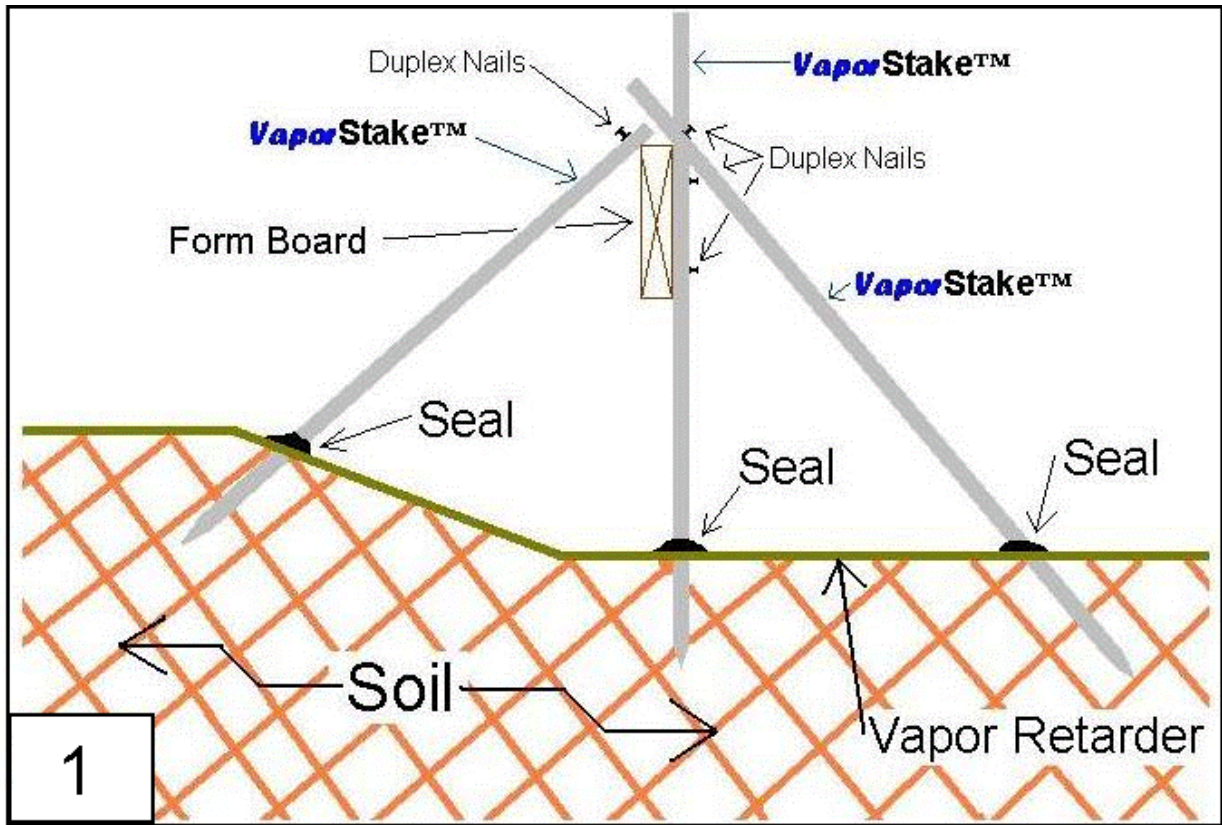 Duplex Nails
VaporStake™
VaporStake™
Duplex Nails
Form Board
VaporStake™
Seal
Seal
Seal
Soil
Vapor Retarder
1